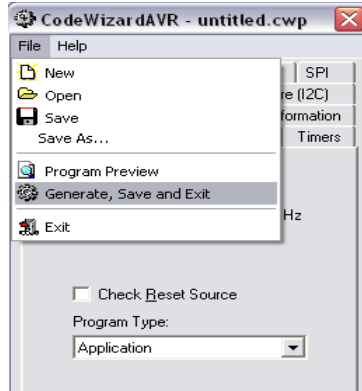 CodeWizardAVR - untitled.cwp
File Help
New
SPI
Open
re (I2C)
Save
formation
Save As...
Timers
Program Preview
Generate, Save and Exit
Hz
Exit
Check Reset Source
Program Type:
Application